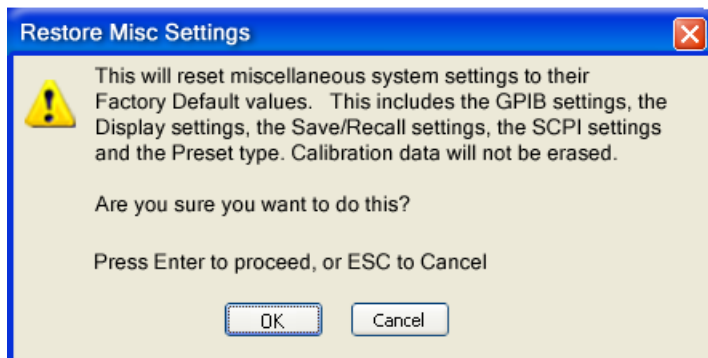 Restore Misc Settings
This will reset miscellaneous system settings to their
Factory Default values.   This includes the GPIB settings, the
Display settings, the Save/Recall settings, the SCPI settings
and the Preset type. Calibration data will not be erased.
Are you sure you want to do this?
Press Enter to proceed, or ESC to Cancel
OK
Cancel